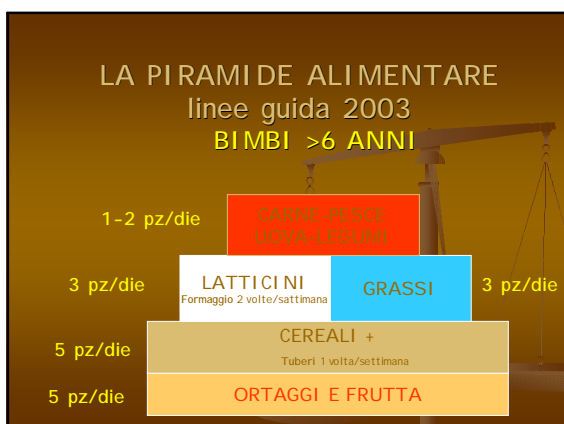 LA PIRAMIDE ALIMENTARE
linee guida 2003
BIMBI >6 ANNI
1-2 pz/die
CARNE-PESCE
UOVA-LEGUMI
3 pz/die
LATTICINI
Formaggio 2 volte/sattimana
GRASSI
3 pz/die
5 pz/die
CEREALI +
Tuberi 1 volta/settimana
5 pz/die
ORTAGGI E FRUTTA